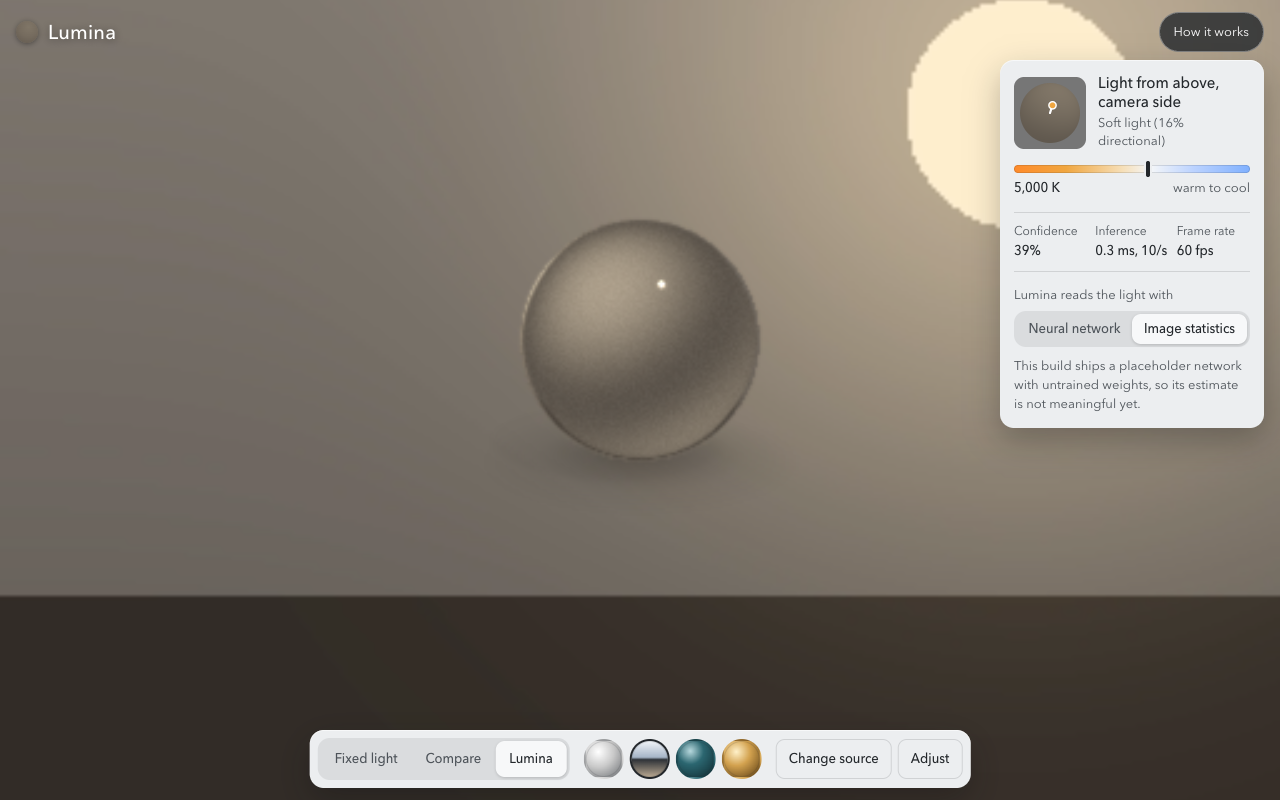 Lumina
How it works
Light from above,
camera side
Soft light (16%
directional)
5,000 K
warm to cool
Confidence
Inference
Frame rate
39%
0.3 ms, 10/s
60 fps
Lumina reads the light with
Neural network
Image statistics
This build ships a placeholder network
with untrained weights, so its estimate
is not meaningful yet.
Fixed light
Compare
Lumina
Change source
Adjust